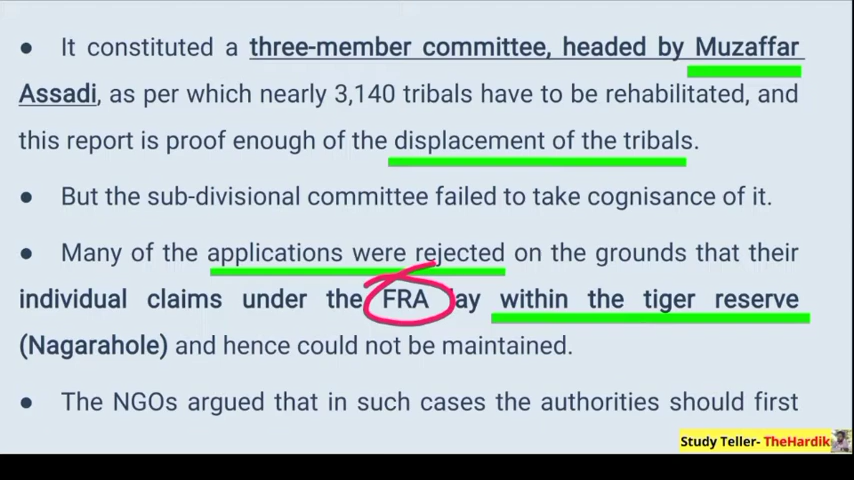 ● It constituted a three-member committee, headed by Muzaffar
Assadi, as per which nearly 3,140 tribals have to be rehabilitated, and
this report is proof enough of the displacement of the tribals.
● But the sub-divisional committee failed to take cognisance of it.
● Many of the applications were rejected on the grounds that their
individual claims under the FRA lay within the tiger reserve
(Nagarahole) and hence could not be maintained.
● The NGOs argued that in such cases the authorities should first
Study Teller- TheHardik